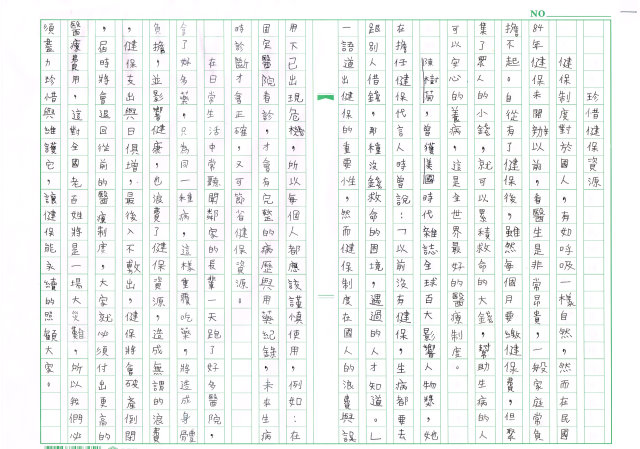 NO
珍惜健保資源
健保制度對於國人，有如呼吸一樣自然，然而在民國
84年健保未開辦以前，看醫生是非常昂貴，一般家庭常負
擔不起。自從有了健保後，雖然每個月要繳健保費，但聚
集了眾人的小錢，就可以累積救命的大錢，幫助生病的人
可以安心的養病，這是全世界最好的醫療制度。
陳樹菊，曾獲美國時代雜誌全球百大影響人物獎，她
在擔任健保代言人時曾說：「以前沒有健保，生病都要去
跟別人借錢，那種沒錢救命的困境，遇過的人才知道。」
一語道出健保的重要性，然而健保制度在國人的浪費與誤
用下已出現危機，所以每個人都應該謹慎使用，例如：在
固定醫院看診，才會有完整的病歷與用藥紀錄，未來生病
時診斷才會正確，又可節省健保資源。
在日常生活中常聽聞鄰家的長輩一天跑了好多醫院，
拿了好多藥，只為同一種病，這樣重覆吃藥，將造成身體
負擔，並影響健康，也浪費了健保資源，造成無謂的浪費
，健保支出與日俱增，最後入不敷出，健保將會破產倒閉
，屆時將會退回從前的醫療制度，大家就必須付出更高的
醫療費用，這對全國老百姓將是一場大災難，所以我們必
須盡力珍惜與維護它，讓健保能永續的照顧大家。